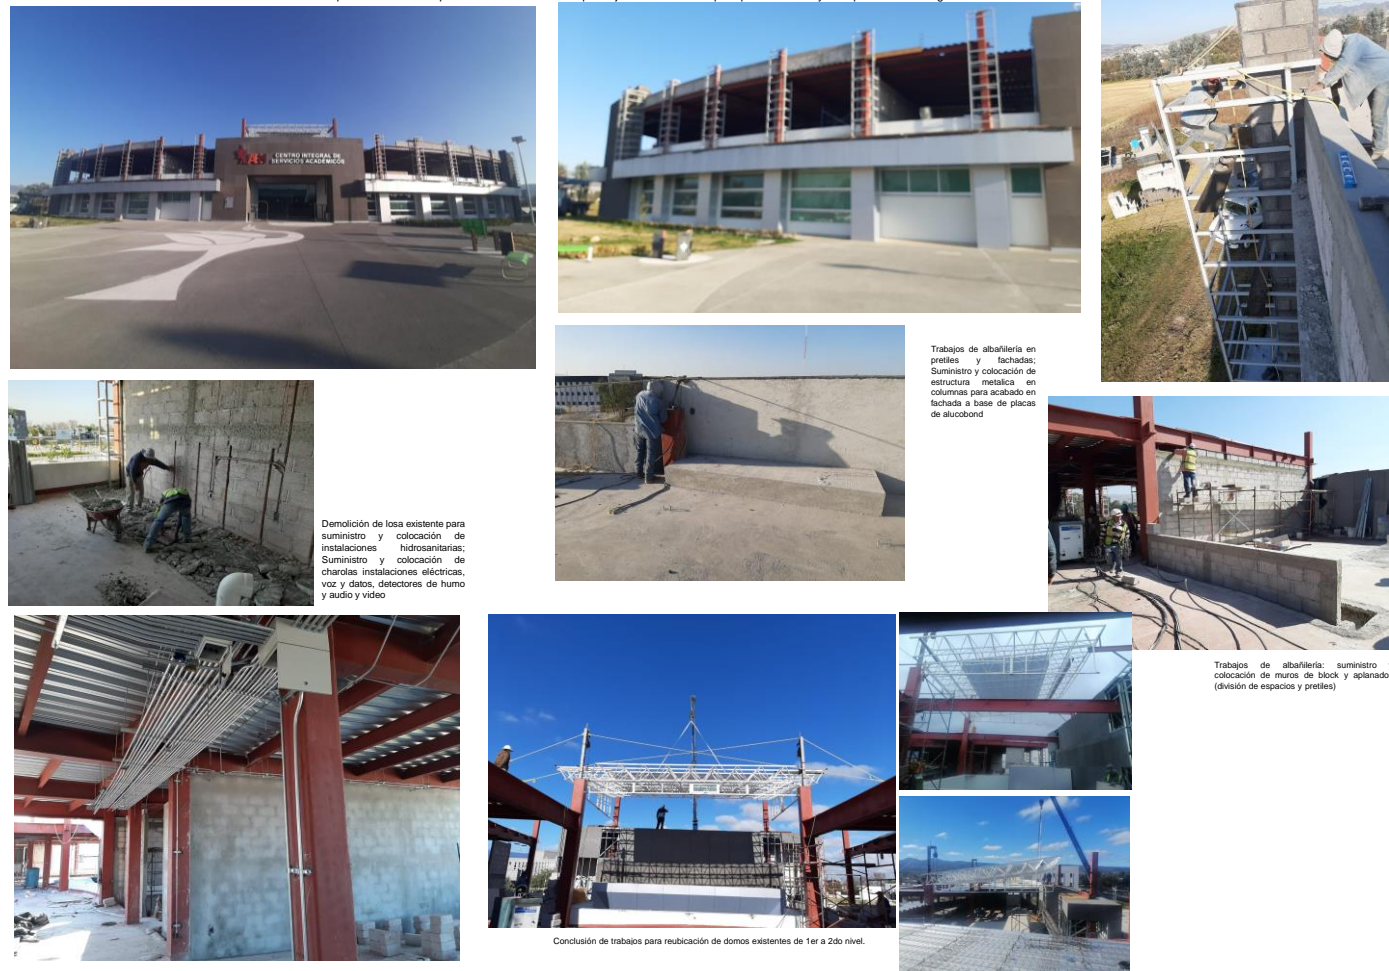 CENTRO INTEGRAL DE
SERVICIOS ACADÉMICOS
Trabajos de albañilería en
pretiles y fachadas;
Suministro y colocación de
estructura metalica en
columnas para acabado en
fachada a base de placas
de alucobond
Demolición de losa existente para
suministro y colocación de
instalaciones hidrosanitarias;
Suministro y colocación de
charolas instalaciones eléctricas,
voz y datos, detectores de humo
y audio y video
Trabajos de albañilería: suministro
colocación de muros de block y aplanado
(división de espacios y pretiles)
Conclusión de trabajos para reubicación de domos existentes de 1er a 2do nivel.